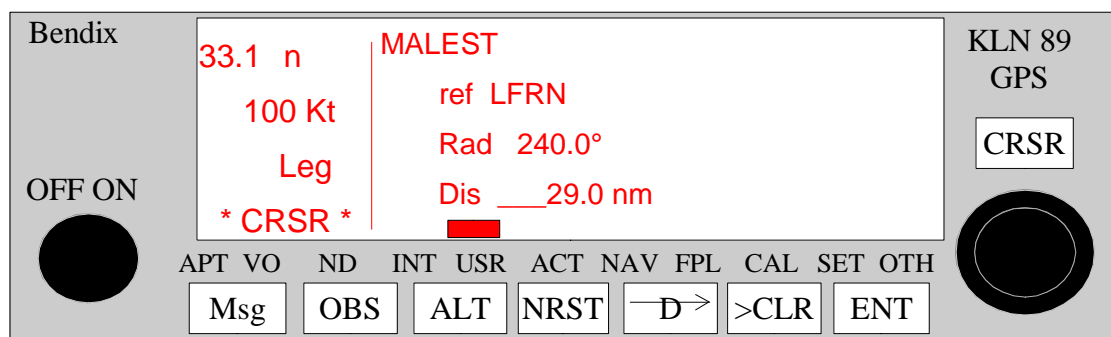 Bendix
KLN 89
GPS
33.1 n
100 Kt
Leg
* CRSR *
MALEST
ref LFRN
Rad 240.0°
Dis ___29.0 nm
CRSR
OFF ON
APT VO ND INT USR ACT NAV FPL CAL SET OTH
Msg OBS ALT NRST D >CLR ENT